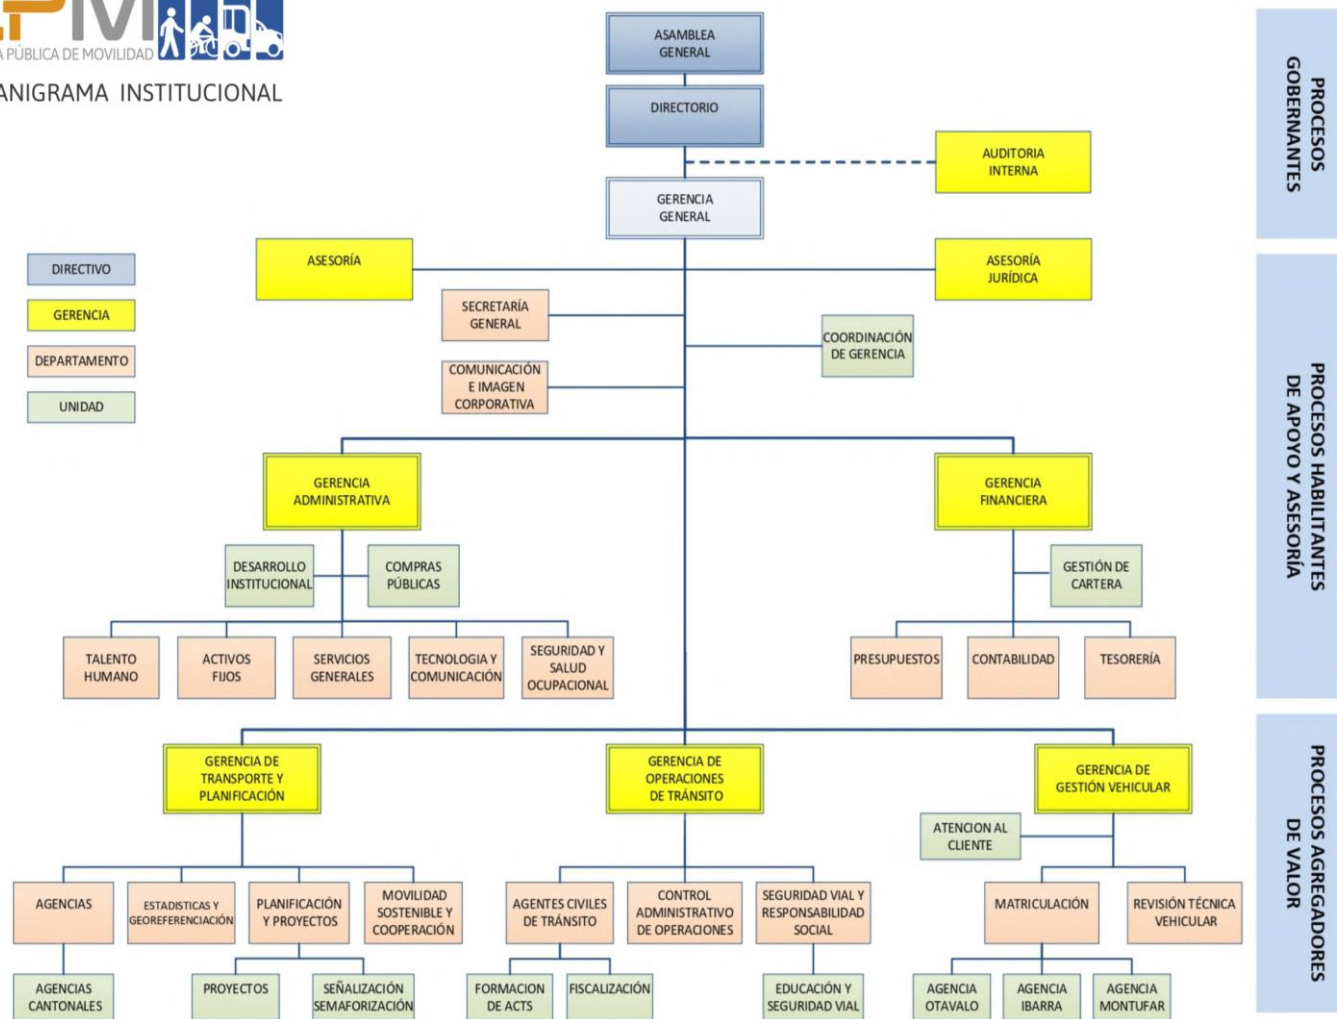 EPM
A PÚBLICA DE MOVILIDAD
ANIGRAMA INSTITUCIONAL
ASAMBLEA
GENERAL
DIRECTORIO
AUDITORIA
INTERNA
GERENCIA
GENERAL
PROCESOS
GOBERNANTES
DIRECTIVO
GERENCIA
DEPARTAMENTO
UNIDAD
ASESORÍA
ASESORÍA
JURÍDICA
SECRETARÍA
GENERAL
COORDINACIÓN
DE GERENCIA
COMUNICACIÓN
E IMAGEN
CORPORATIVA
GERENCIA
ADMINISTRATIVA
GERENCIA
FINANCIERA
DESARROLLO
INSTITUCIONAL
COMPRAS
PÚBLICAS
GESTIÓN DE
CARTERA
TALENTO
HUMANO
ACTIVOS
FIJOS
SERVICIOS
GENERALES
TECNOLOGIA Y
COMUNICACIÓN
SEGURIDAD Y
SALUD
OCUPACIONAL
PRESUPUESTOS
CONTABILIDAD
TESORERÍA
PROCESOS HABILITANTES
DE APOYO Y ASESORÍA
GERENCIA DE
TRANSPORTE Y
PLANIFICACIÓN
GERENCIA DE
OPERACIONES
DE TRÁNSITO
GERENCIA DE
GESTIÓN VEHICULAR
ATENCION AL
CLIENTE
AGENCIAS
ESTADISTICAS Y
GEOREFERENCIACIÓN
PLANIFICACIÓN
Y PROYECTOS
MOVILIDAD
SOSTENIBLE Y
COOPERACIÓN
AGENTES CIVILES
DE TRÁNSITO
CONTROL
ADMINISTRATIVO
DE OPERACIONES
SEGURIDAD VIAL Y
RESPONSABILIDAD
SOCIAL
MATRICULACIÓN
REVISIÓN TÉCNICA
VEHICULAR
AGENCIAS
CANTONALES
PROYECTOS
SEÑALIZACIÓN
SEMAFORIZACIÓN
FORMACION
DE ACTS
FISCALIZACIÓN
EDUCACIÓN Y
SEGURIDAD VIAL
AGENCIA
OTAVALO
AGENCIA
IBARRA
AGENCIA
MONTUFAR
PROCESOS AGREGADORES
DE VALOR